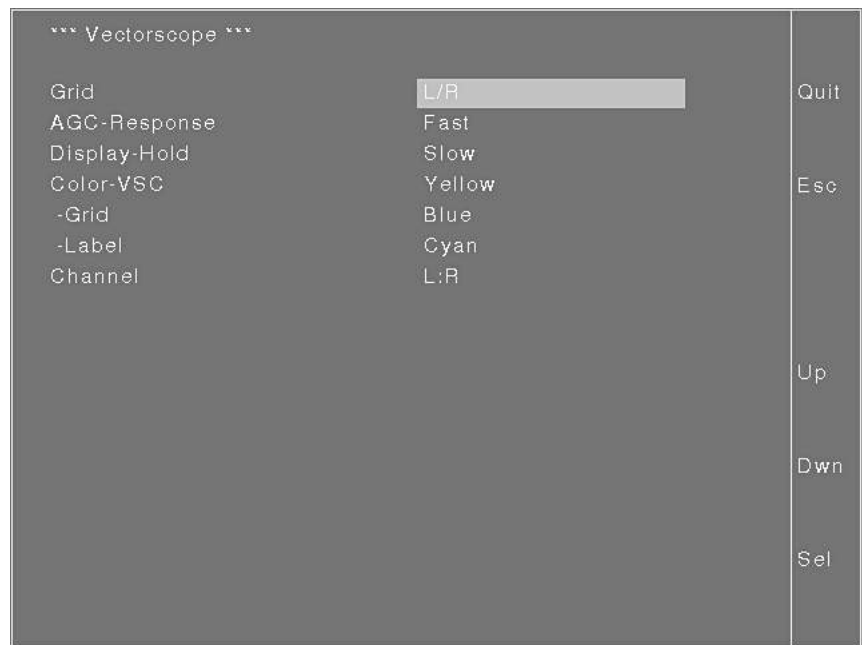 *** Vectorscope ***
Grid L/R
AGC-Response Fast
Display-Hold Slow
Color-VSC Yellow
-Grid Blue
-Label Cyan
Channel L:R
Quit
Esc
Up
Dwn
Sel